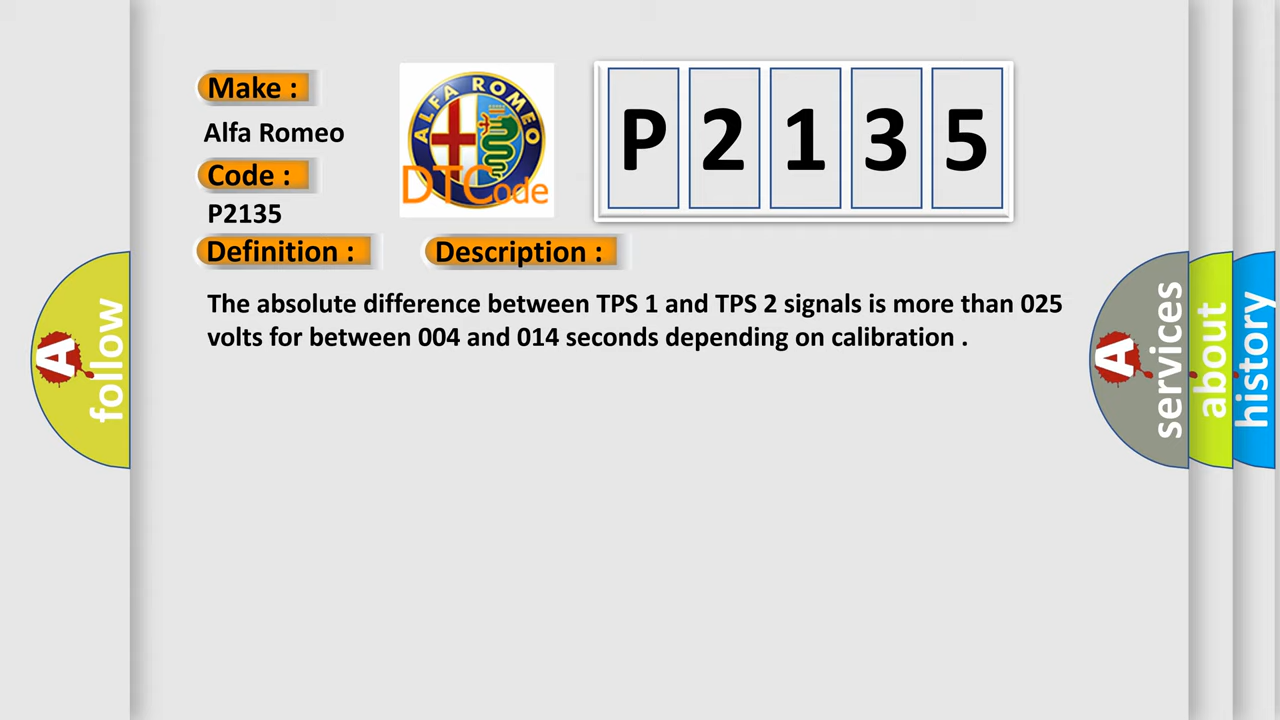 Make :
Alfa Romeo
Code :
P2135
Definition :
Description :
The absolute difference between TPS 1 and TPS 2 signals is more than 025
volts for between 004 and 014 seconds depending on calibration .
ALFA ROMEO
DTCode
P 2 1 3 5
A follow
A services
about
history